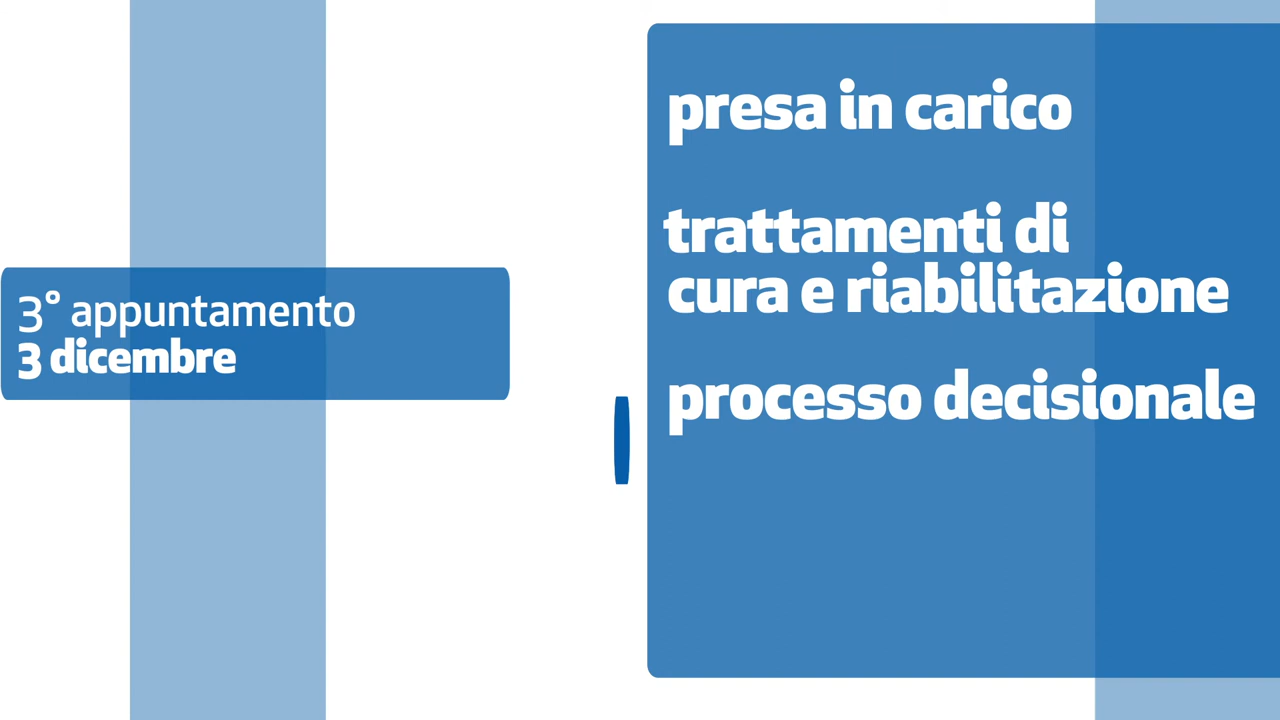 3° appuntamento
3 dicembre
presa in carico
trattamenti di
cura e riabilitazione
processo decisionale